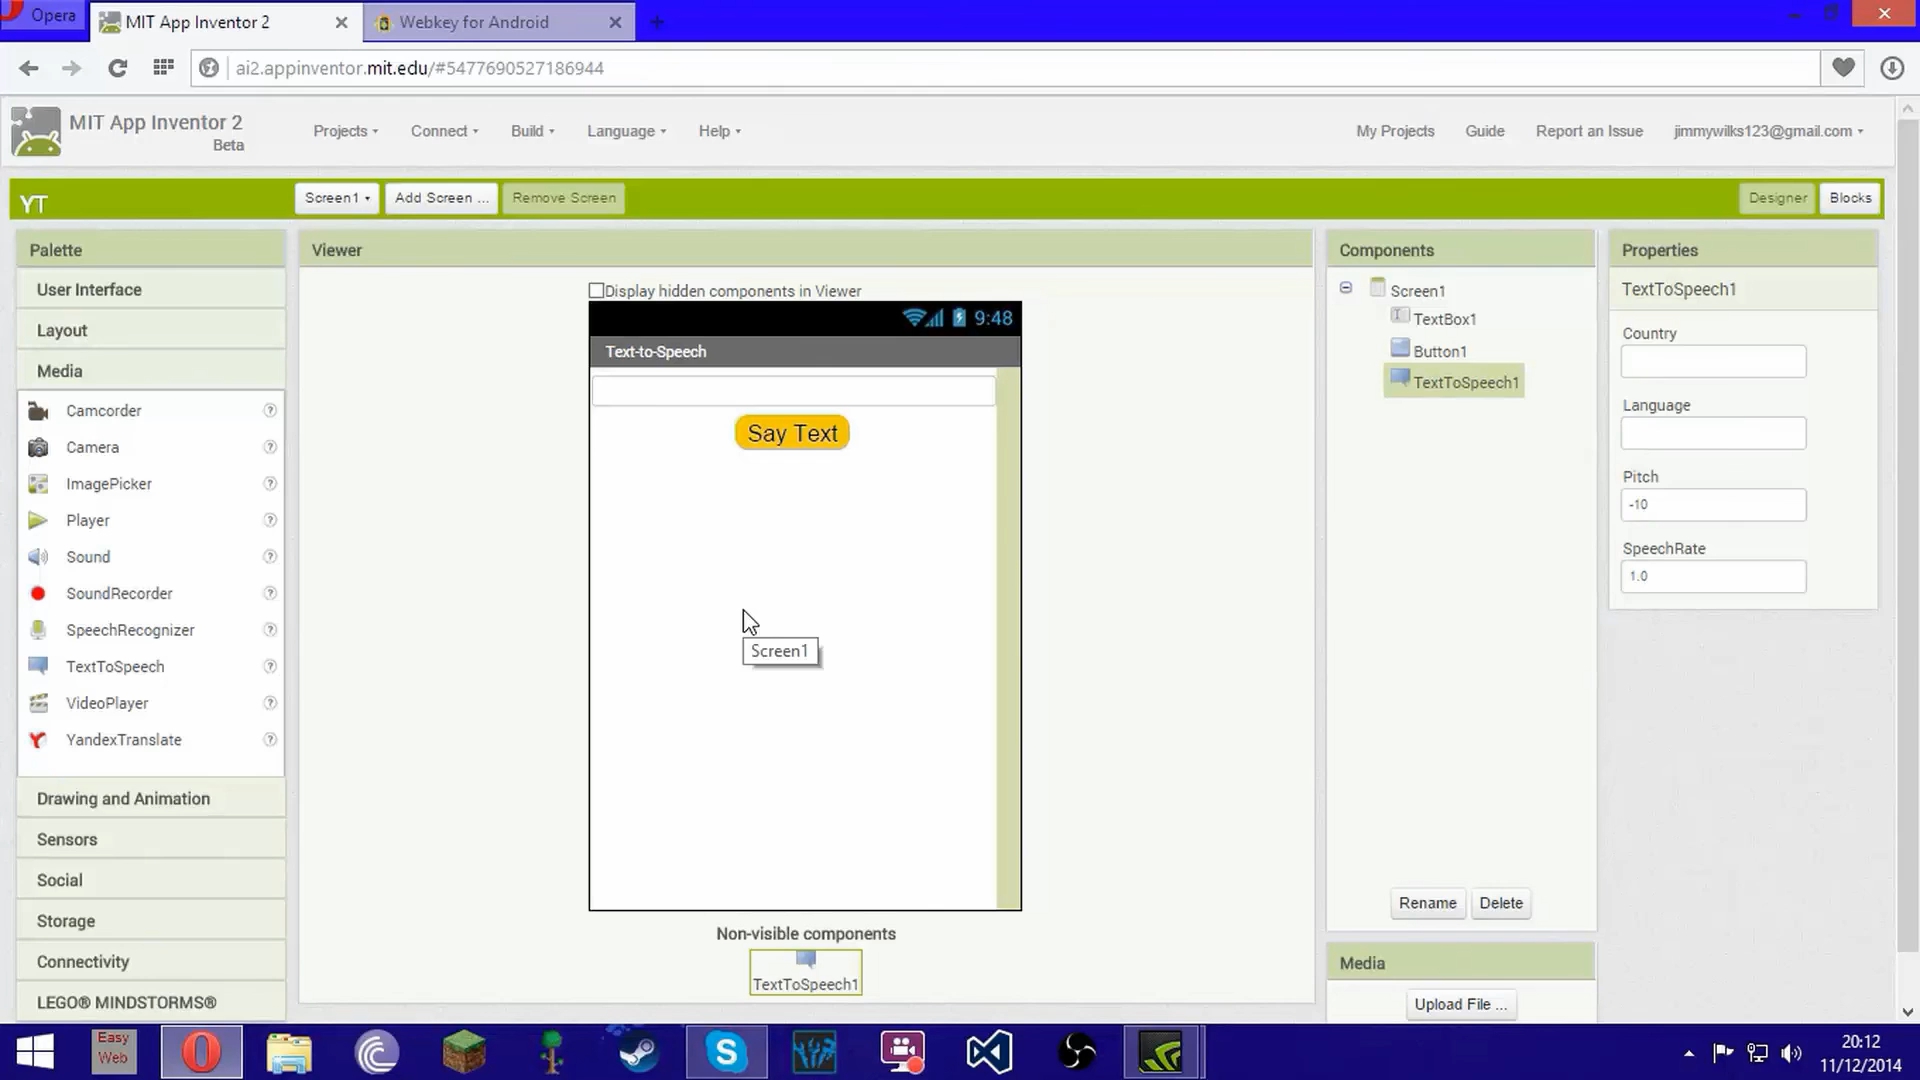 Opera
MIT App Inventor 2
Webkey for Android
ai2.appinventor.mit.edu/#5477690527186944
MIT App Inventor 2
Beta
Projects
Connect
Build
Language
Help
My Projects
Guide
Report an Issue
jimmywilks123@gmail.com
YT
Screen1
Add Screen ...
Remove Screen
Designer
Blocks
Palette
User Interface
Layout
Media
Camcorder
Camera
ImagePicker
Player
Sound
SoundRecorder
SpeechRecognizer
TextToSpeech
VideoPlayer
YandexTranslate
Drawing and Animation
Sensors
Social
Storage
Connectivity
LEGO® MINDSTORMS®
Viewer
Display hidden components in Viewer
9:48
Text-to-Speech
Say Text
Screen1
Non-visible components
TextToSpeech1
Components
Screen1
TextBox1
Button1
TextToSpeech1
Rename
Delete
Media
Upload File ...
Properties
TextToSpeech1
Country
Language
Pitch
-10
SpeechRate
1.0
Easy
Web
20:12
11/12/2014